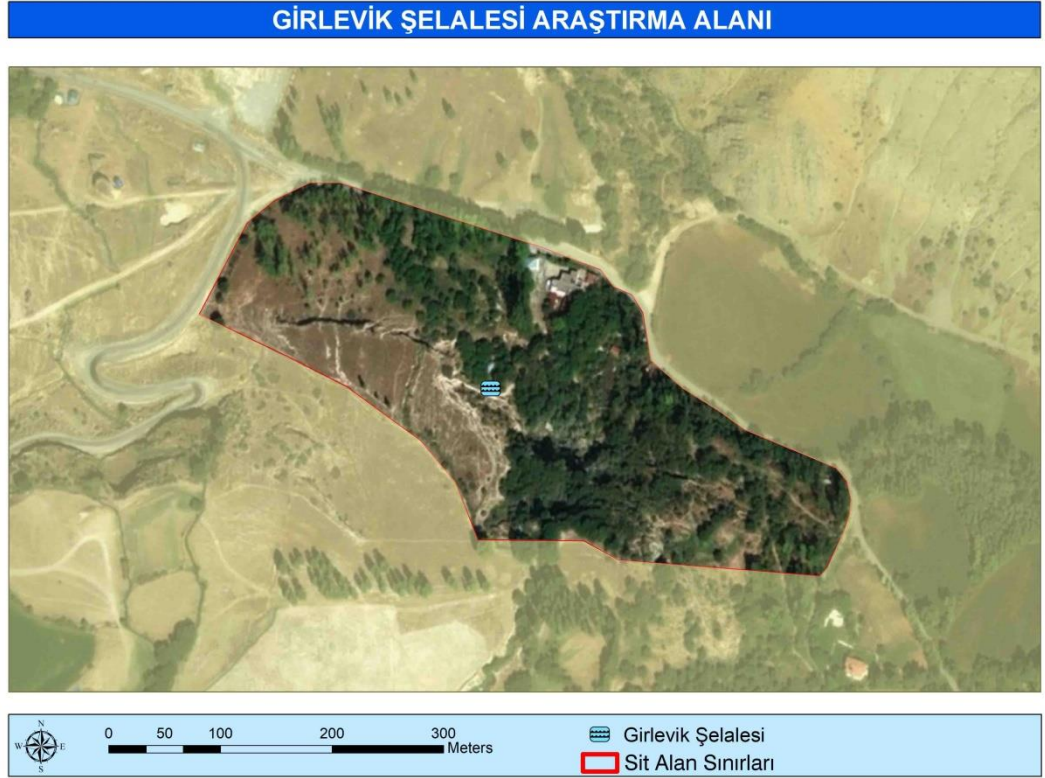 GİRLEVİK ŞELALESİ ARAŞTIRMA ALANI
N
W E
S
0 50 100 200 300
Meters
Girlevik Şelalesi
Sit Alan Sınırları